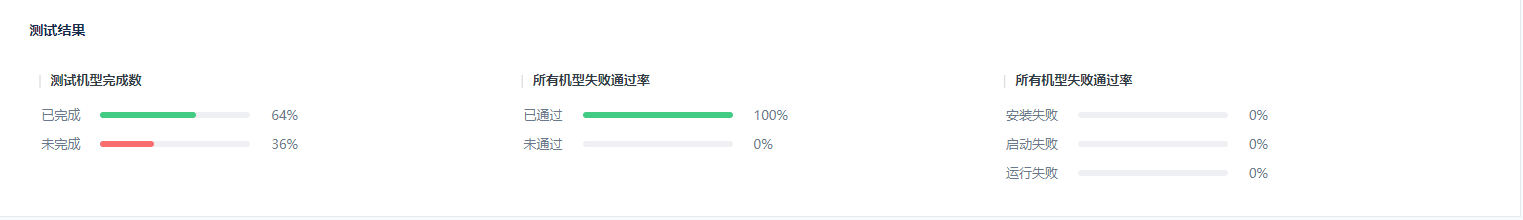 测试结果
测试机型完成数
已完成 64%
未完成 36%
所有机型失败通过率
已通过 100%
未通过 0%
所有机型失败通过率
安装失败 0%
启动失败 0%
运行失败 0%